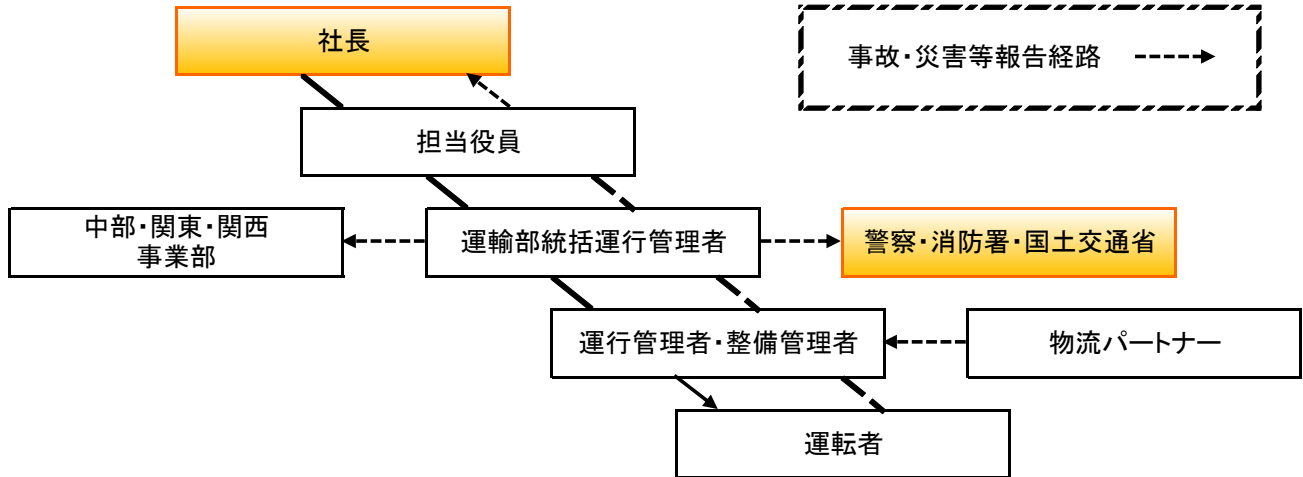 社長
事故・災害等報告経路
担当役員
中部・関東・関西
事業部
運輸部統括運行管理者
警察・消防署・国土交通省
運行管理者・整備管理者
物流パートナー
運転者